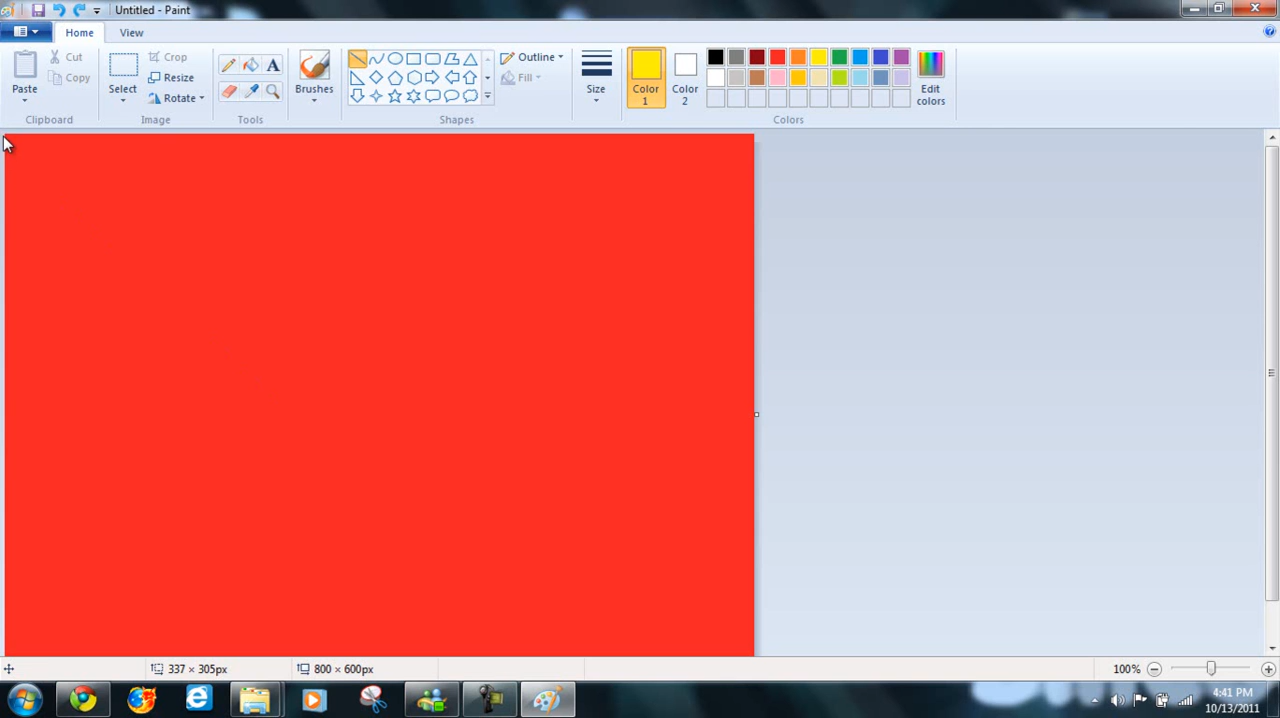 Untitled - Paint
Home View
Paste
Cut
Copy
Clipboard
Select
Crop
Resize
Rotate
Image
A
Tools
Brushes
Outline
Fill
Shapes
Size
Color 1
Color 2
Colors
Edit colors
337 × 305px
800 × 600px
100%
4:41 PM
10/13/2011